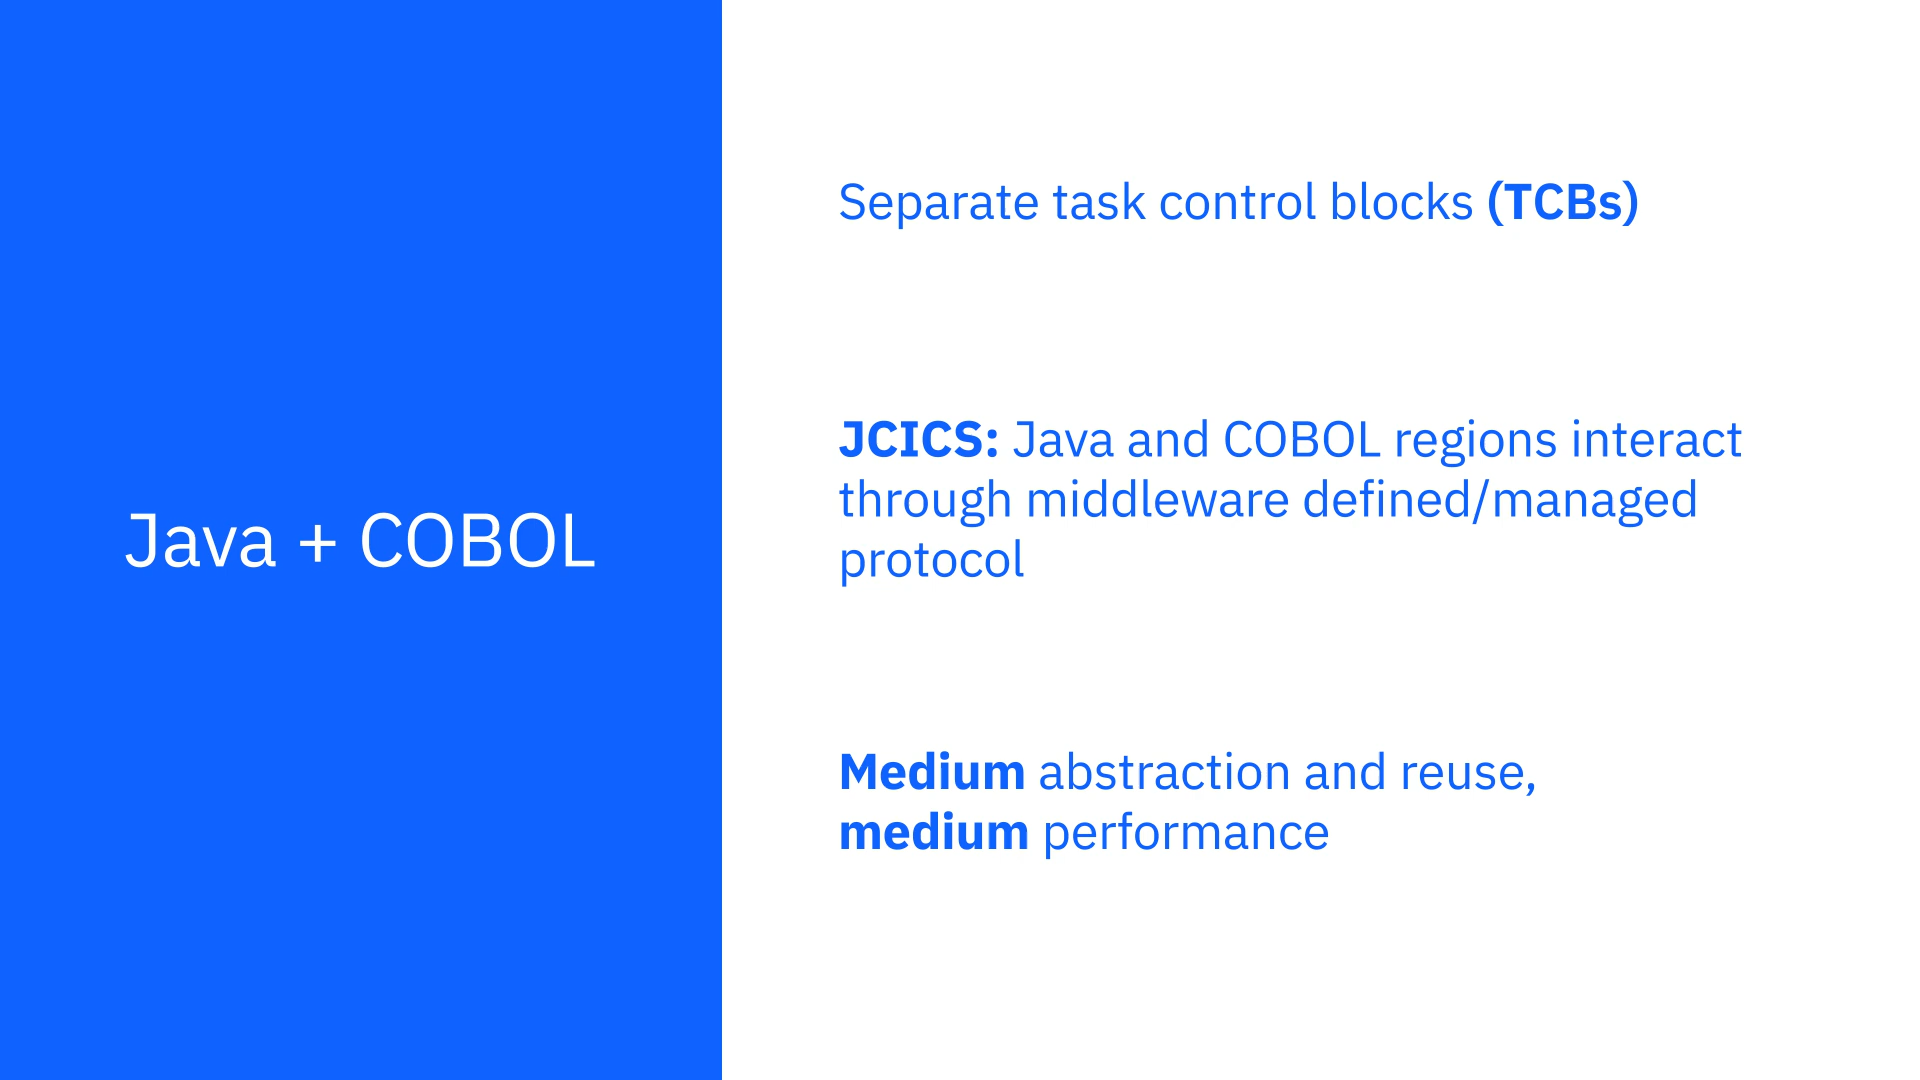 Java + COBOL
Separate task control blocks (TCBs)
JCICS: Java and COBOL regions interact
through middleware defined/managed
protocol
Medium abstraction and reuse,
medium performance